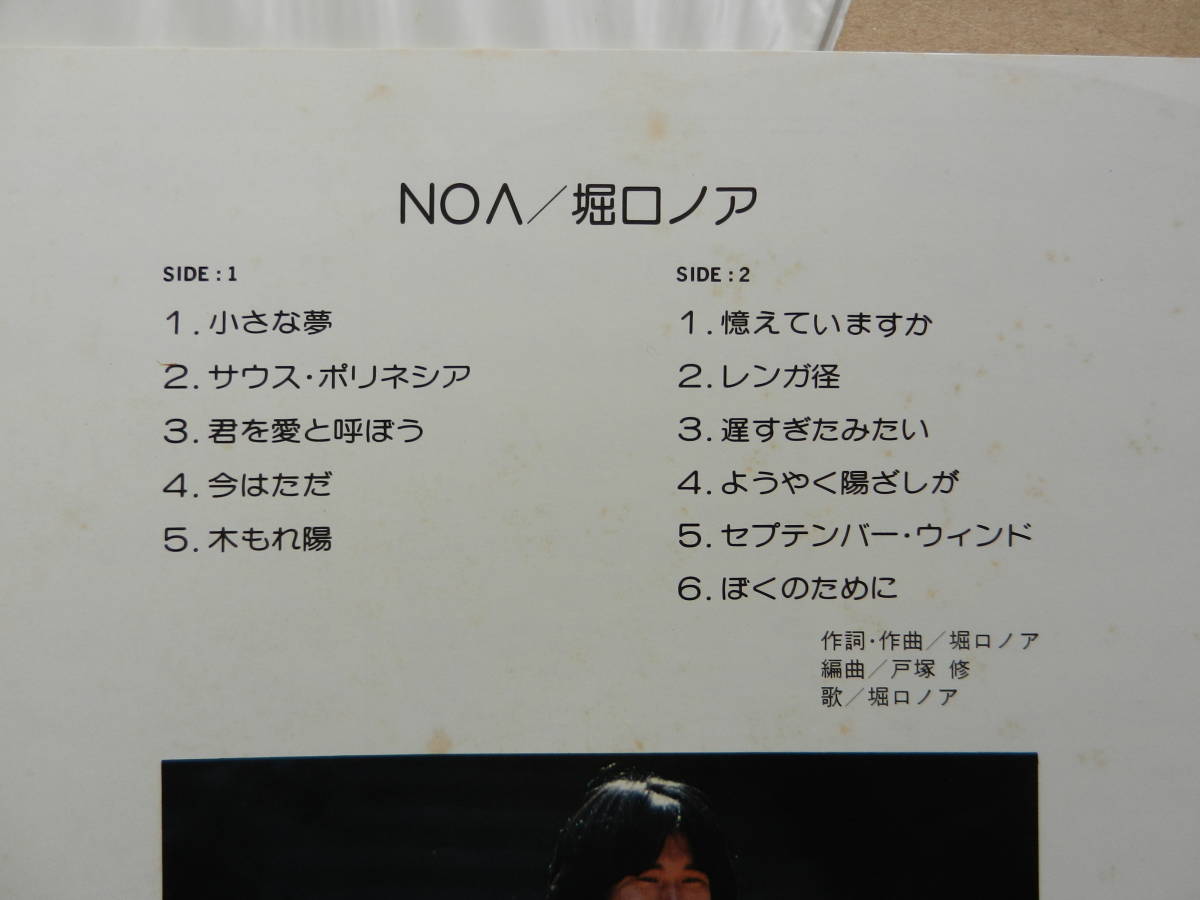 NOA／堀口ノア
SIDE : 1
1. 小さな夢
2. サウス・ポリネシア
3. 君を愛と呼ぼう
4. 今はただ
5. 木もれ陽
SIDE : 2
1. 憶えていますか
2. レンガ径
3. 遅すぎたみたい
4. ようやく陽ざしが
5. セプテンバー・ウィンド
6. ぼくのために
作詞・作曲／堀口ノア
編曲／戸塚 修
歌／堀口ノア